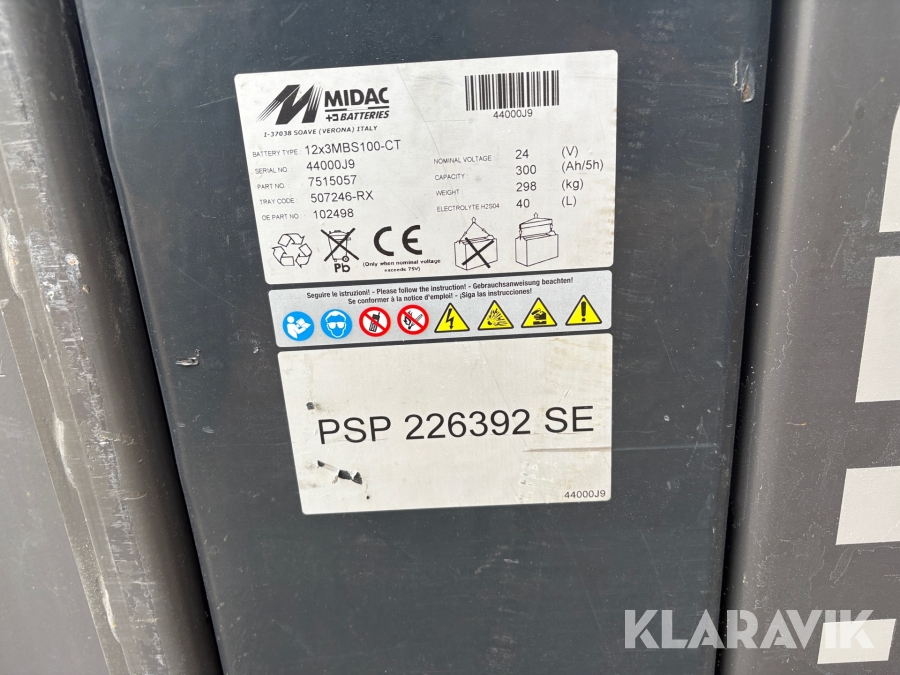 MIDAC
BATTERIES
I-37038 SOAVE (VERONA) ITALY
44000J9
BATTERY TYPE : 12x3MBS100-CT
SERIAL NO : 44000J9
PART NO : 7515057
TRAY CODE : 507246-RX
OE PART NO : 102498
NOMINAL VOLTAGE : 24 (V)
CAPACITY : 300 (Ah/5h)
WEIGHT : 298 (kg)
ELECTROLYTE H2S04 : 40 (L)
Pb
CE
(Only when nominal voltage
exceeds 75V)
Seguire le istruzioni! - Please follow the instruction! - Gebrauchsanweisung beachten!
Se conformer à la notice d'emploi! - ¡Siga las instrucciones!
PSP 226392 SE
44000J9
KLARAVIK